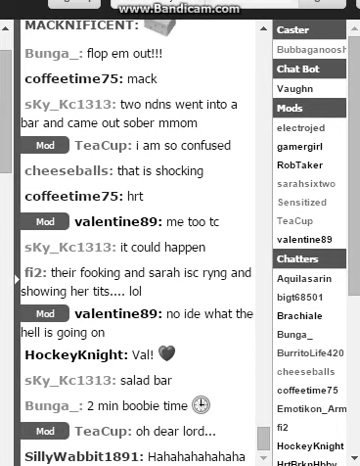 www.Bandicam.com
MACKNIFICENT:
Bunga_: flop em out!!!
coffeetime75: mack
sKy_Kc1313: two ndns went into a
bar and came out sober mmom
Mod TeaCup: i am so confused
cheeseballs: that is shocking
coffeetime75: hrt
Mod valentine89: me too tc
sKy_Kc1313: it could happen
fi2: their fooking and sarah isc ryng and
showing her tits.... lol
Mod valentine89: no ide what the
hell is going on
HockeyKnight: Val!
sKy_Kc1313: salad bar
Bunga_: 2 min boobie time
Mod TeaCup: oh dear lord...
SillyWabbit1891: Hahahahahahaha
Caster
Bubbaganoosh
Chat Bot
Vaughn
Mods
electrojed
gamergirl
RobTaker
sarahsixtwo
Sensitized
TeaCup
valentine89
Chatters
Aquilasarin
bigt68501
Brachiale
Bunga_
BurritoLife420
cheeseballs
coffeetime75
Emotikon_Arm
fi2
HockeyKnight
HrtBrknHbby